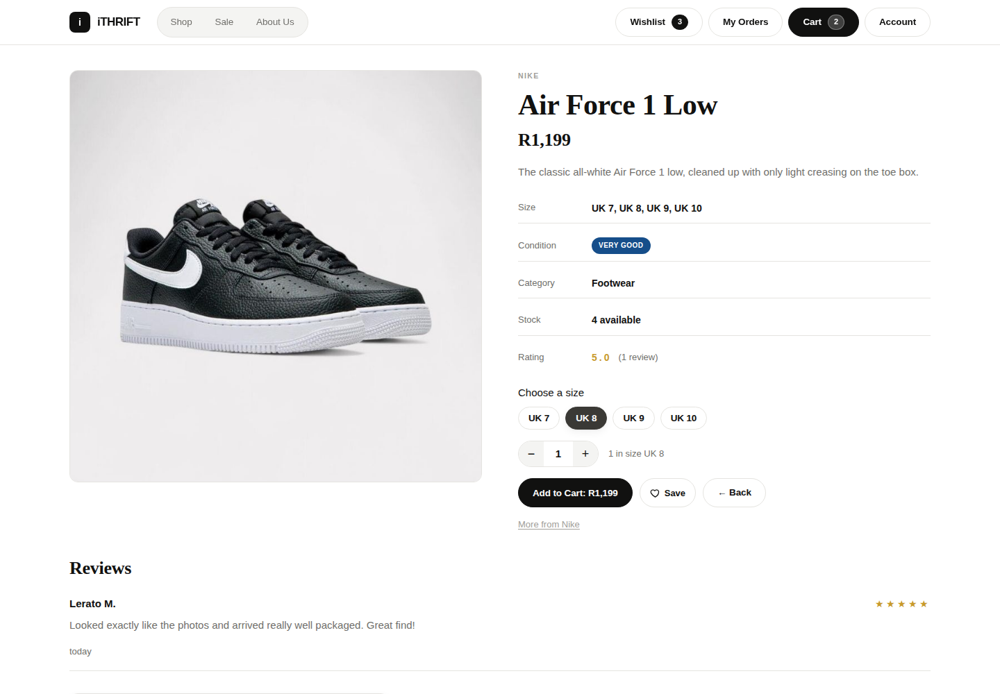 i iTHRIFT Shop Sale About Us Wishlist 3 My Orders Cart 2 Account
NIKE
Air Force 1 Low
R1,199
The classic all-white Air Force 1 low, cleaned up with only light creasing on the toe box.
Size UK 7, UK 8, UK 9, UK 10
Condition VERY GOOD
Category Footwear
Stock 4 available
Rating 5.0 (1 review)
Choose a size
UK 7 UK 8 UK 9 UK 10
− 1 + 1 in size UK 8
Add to Cart: R1,199 Save ← Back
More from Nike
Reviews
Lerato M. ★★★★★
Looked exactly like the photos and arrived really well packaged. Great find!
today